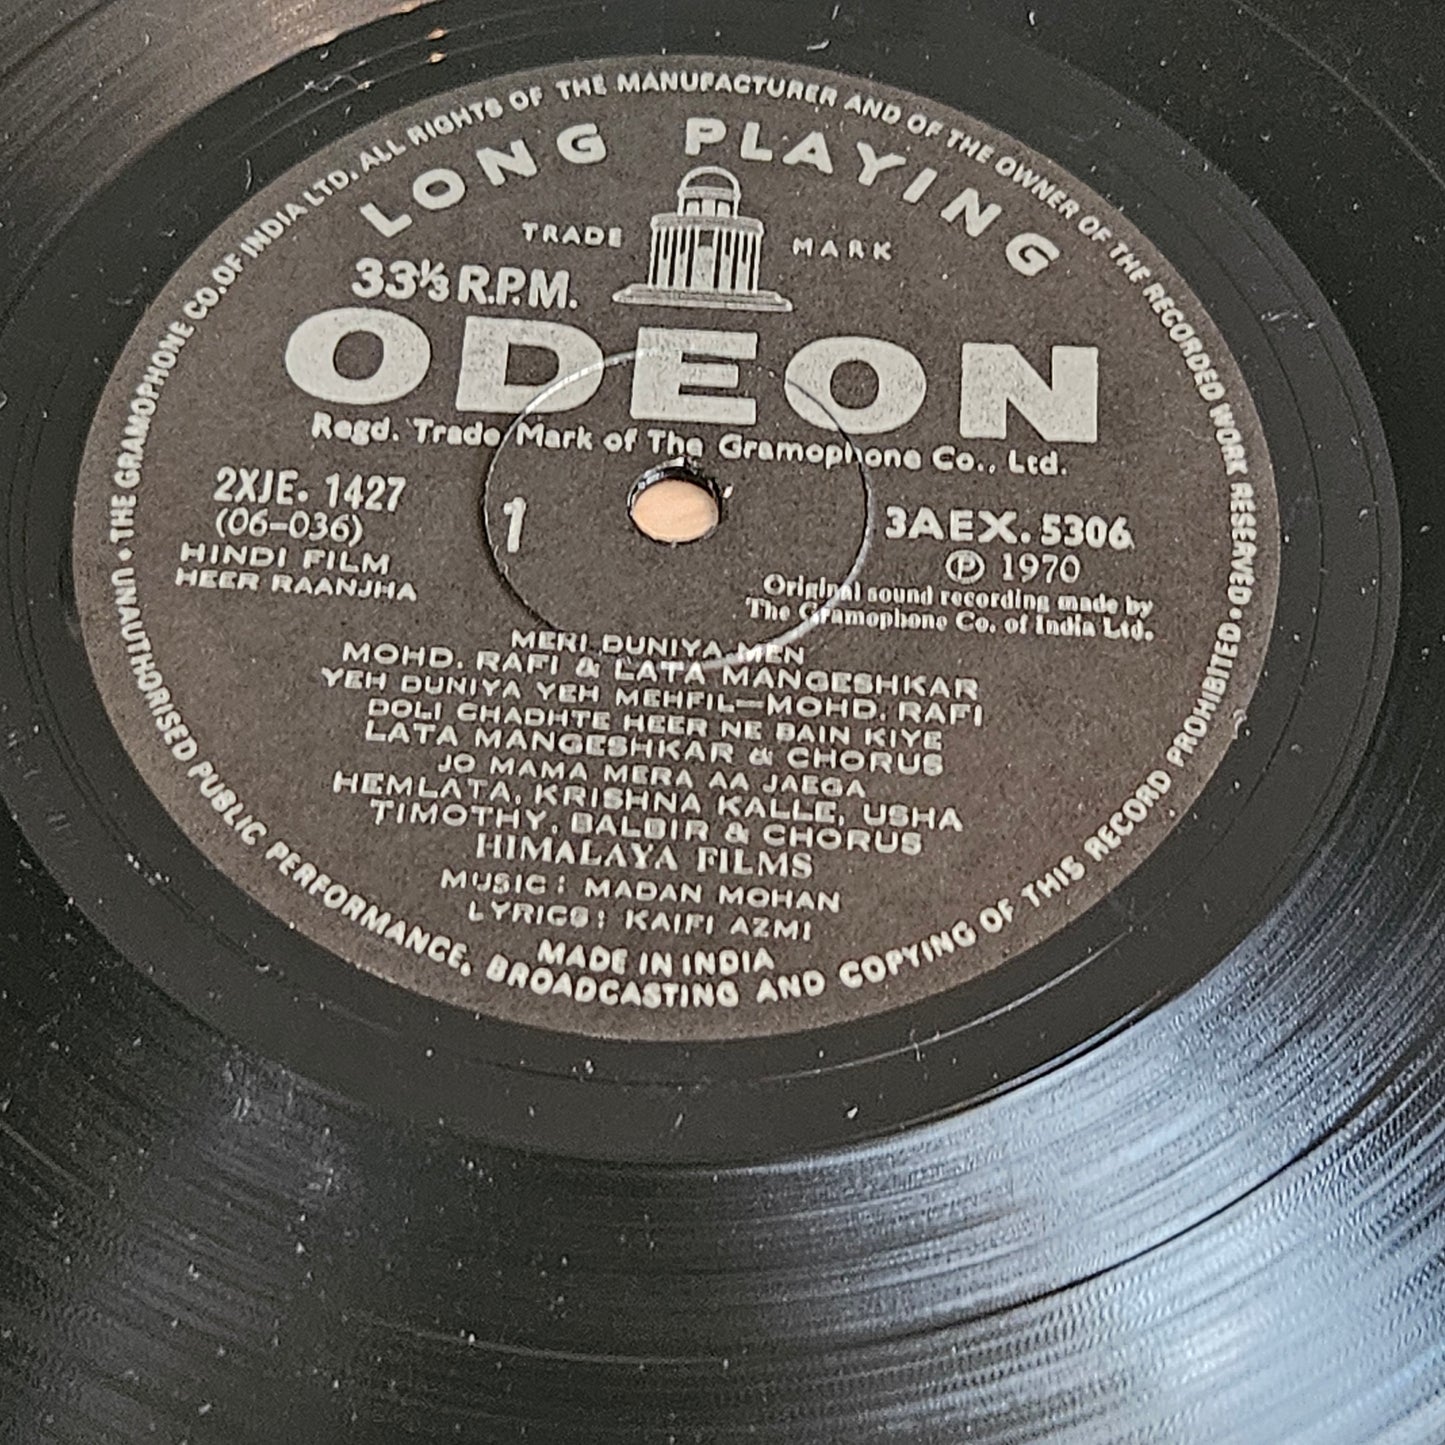 THE GRAMOPHONE CO. OF INDIA LTD. ALL RIGHTS OF THE MANUFACTURER AND OF THE OWNER OF THE RECORDED WORK RESERVED • UNAUTHORISED PUBLIC PERFORMANCE, BROADCASTING AND COPYING OF THIS RECORD PROHIBITED •
LONG PLAYING
TRADE MARK
33⅓ R.P.M.
ODEON
Regd. Trade Mark of The Gramophone Co., Ltd.
2XJE. 1427
(06-036)
HINDI FILM
HEER RAANJHA
1
3AEX. 5306
℗ 1970
Original sound recording made by
The Gramophone Co. of India Ltd.
MERI DUNIYA MEN
MOHD. RAFI & LATA MANGESHKAR
YEH DUNIYA YEH MEHFIL—MOHD. RAFI
DOLI CHADHTE HEER NE BAIN KIYE
LATA MANGESHKAR & CHORUS
JO MAMA MERA AA JAEGA
HEMLATA, KRISHNA KALLE, USHA
TIMOTHY, BALBIR & CHORUS
HIMALAYA FILMS
MUSIC: MADAN MOHAN
LYRICS: KAIFI AZMI
MADE IN INDIA